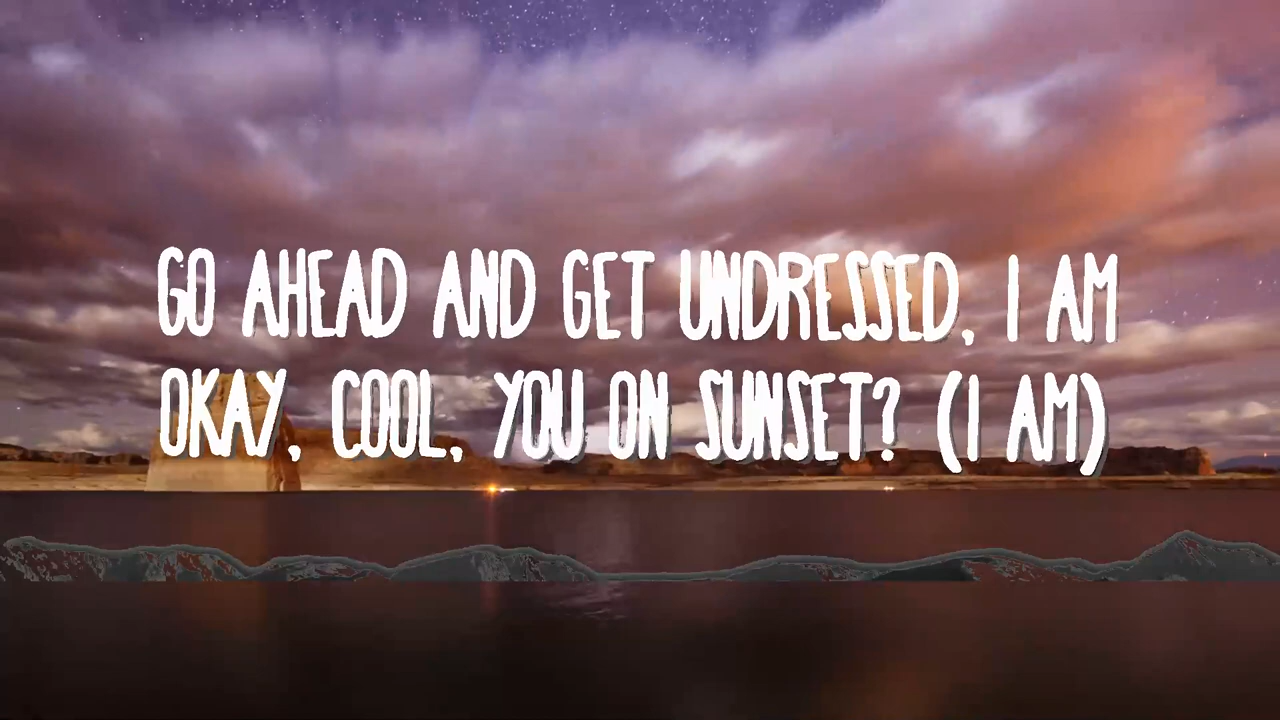 GO AHEAD AND GET UNDRESSED, I AM
OKAY, COOL, YOU ON SUNSET? (I AM)